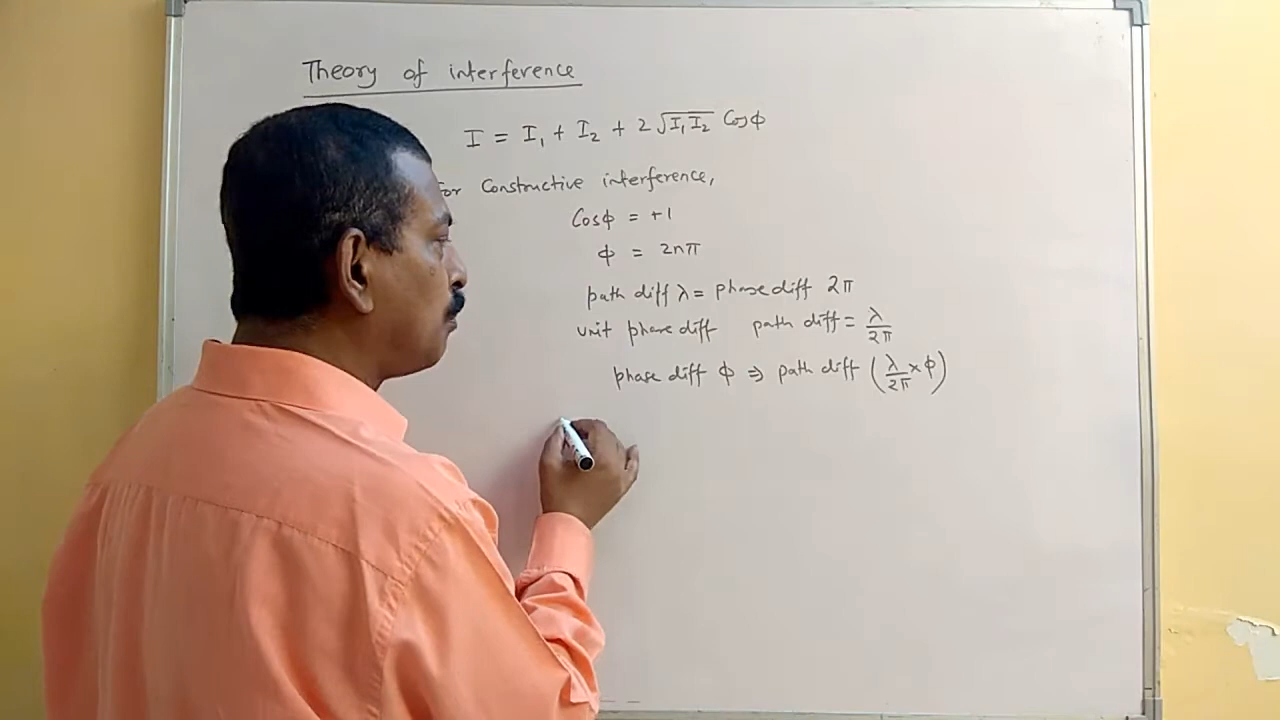 Theory of interference
I = I₁ + I₂ + 2 √I₁I₂ Cosϕ
For Constructive interference,
Cosϕ = +1
ϕ = 2nπ
path diff λ = phase diff 2π
unit phase diff path diff = λ/2π
phase diff ϕ ⇒ path diff (λ/2π × ϕ)